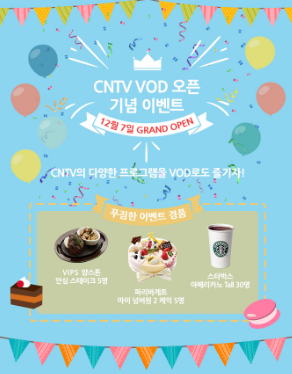 CNTV VOD 오픈
기념 이벤트
12월 7일 GRAND OPEN
CNTV의 다양한 프로그램을 VOD로도 즐기자!
푸짐한 이벤트 경품
VIPS 얌스톤
안심 스테이크 5명
파리바게트
마이 넘버원 2 케익 5명
스타벅스
아메리카노 Tall 30명